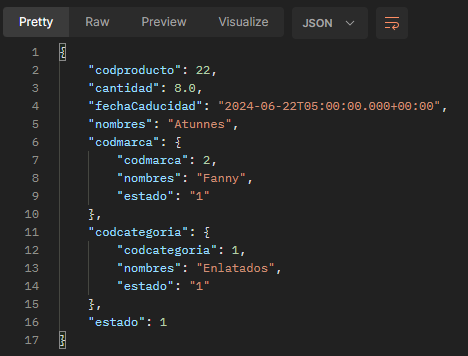 Pretty Raw Preview Visualize JSON
1 {
2 "codproducto": 22,
3 "cantidad": 8.0,
4 "fechaCaducidad": "2024-06-22T05:00:00.000+00:00",
5 "nombres": "Atunnes",
6 "codmarca": {
7 "codmarca": 2,
8 "nombres": "Fanny",
9 "estado": "1"
10 },
11 "codcategoria": {
12 "codcategoria": 1,
13 "nombres": "Enlatados",
14 "estado": "1"
15 },
16 "estado": 1
17 }